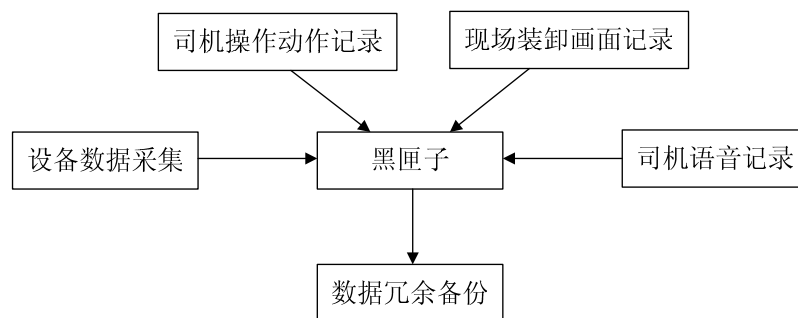 司机操作动作记录
现场装卸画面记录
设备数据采集
黑匣子
司机语音记录
数据冗余备份